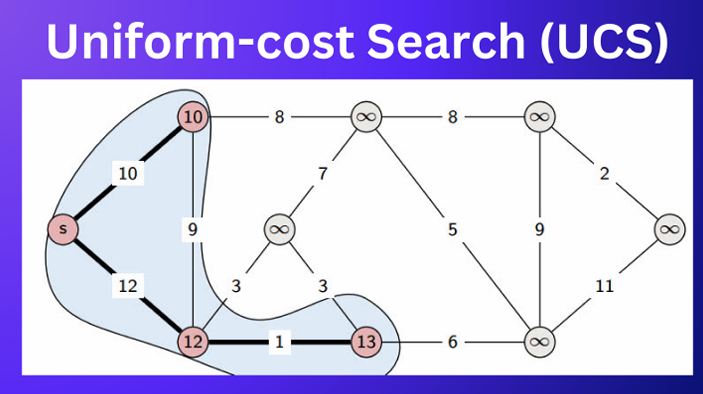 Uniform-cost Search (UCS)
10 8 ∞ 8 ∞
10 7 2
s 9 ∞ 5 9 ∞
12 3 3 11
12 1 13 6 ∞